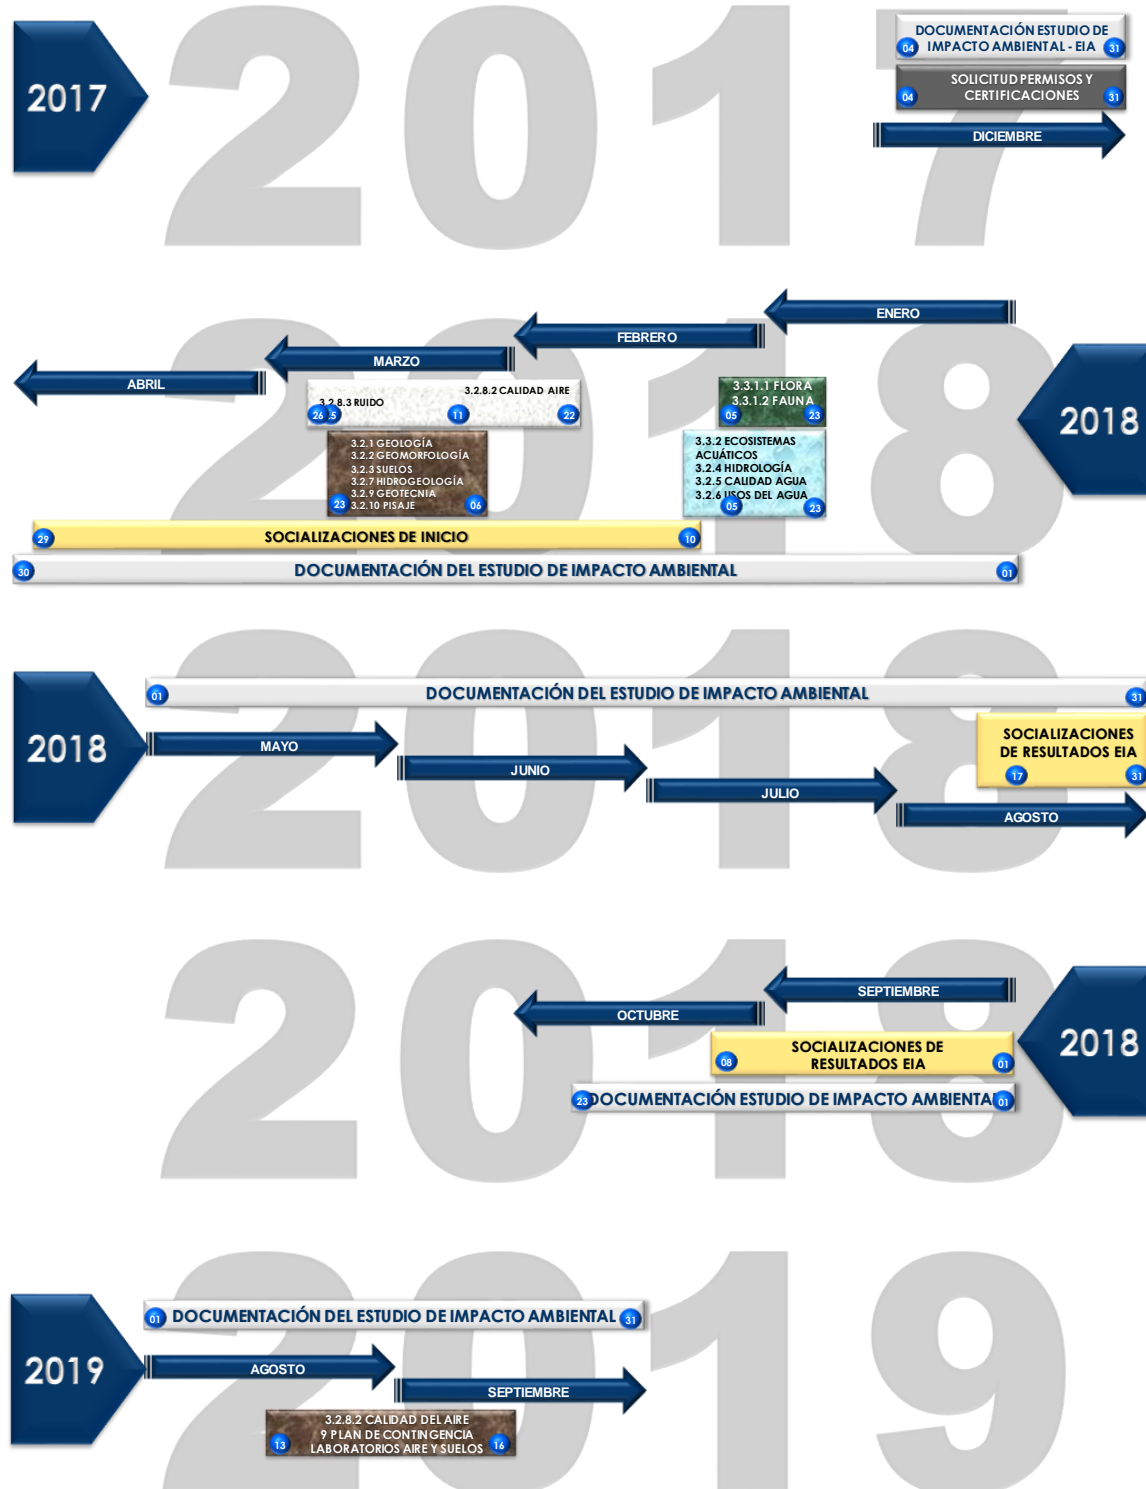 2017
2017
DOCUMENTACIÓN ESTUDIO DE
IMPACTO AMBIENTAL - EIA
04
31
SOLICITUD PERMISOS Y
CERTIFICACIONES
04
31
DICIEMBRE
2018
ENERO
FEBRERO
MARZO
ABRIL
2018
3.2.8.2 CALIDAD AIRE
3.2.8.3 RUIDO
26
11
22
3.3.1.1 FLORA
3.3.1.2 FAUNA
05
23
3.2.1 GEOLOGÍA
3.2.2 GEOMORFOLOGÍA
3.2.3 SUELOS
3.2.7 HIDROGEOLOGÍA
3.2.9 GEOTECNIA
3.2.10 PISAJE
23
06
3.3.2 ECOSISTEMAS
ACUÁTICOS
3.2.4 HIDROLOGÍA
3.2.5 CALIDAD AGUA
3.2.6 USOS DEL AGUA
05
23
29
SOCIALIZACIONES DE INICIO
10
30
DOCUMENTACIÓN DEL ESTUDIO DE IMPACTO AMBIENTAL
01
2018
2018
01
DOCUMENTACIÓN DEL ESTUDIO DE IMPACTO AMBIENTAL
31
SOCIALIZACIONES
DE RESULTADOS EIA
17
31
MAYO
JUNIO
JULIO
AGOSTO
2018
SEPTIEMBRE
OCTUBRE
2018
SOCIALIZACIONES DE
RESULTADOS EIA
08
01
23
DOCUMENTACIÓN ESTUDIO DE IMPACTO AMBIENTA
01
2019
2019
01
DOCUMENTACIÓN DEL ESTUDIO DE IMPACTO AMBIENTAL
31
AGOSTO
SEPTIEMBRE
3.2.8.2 CALIDAD DEL AIRE
9 PLAN DE CONTINGENCIA
LABORATORIOS AIRE Y SUELOS
13
16